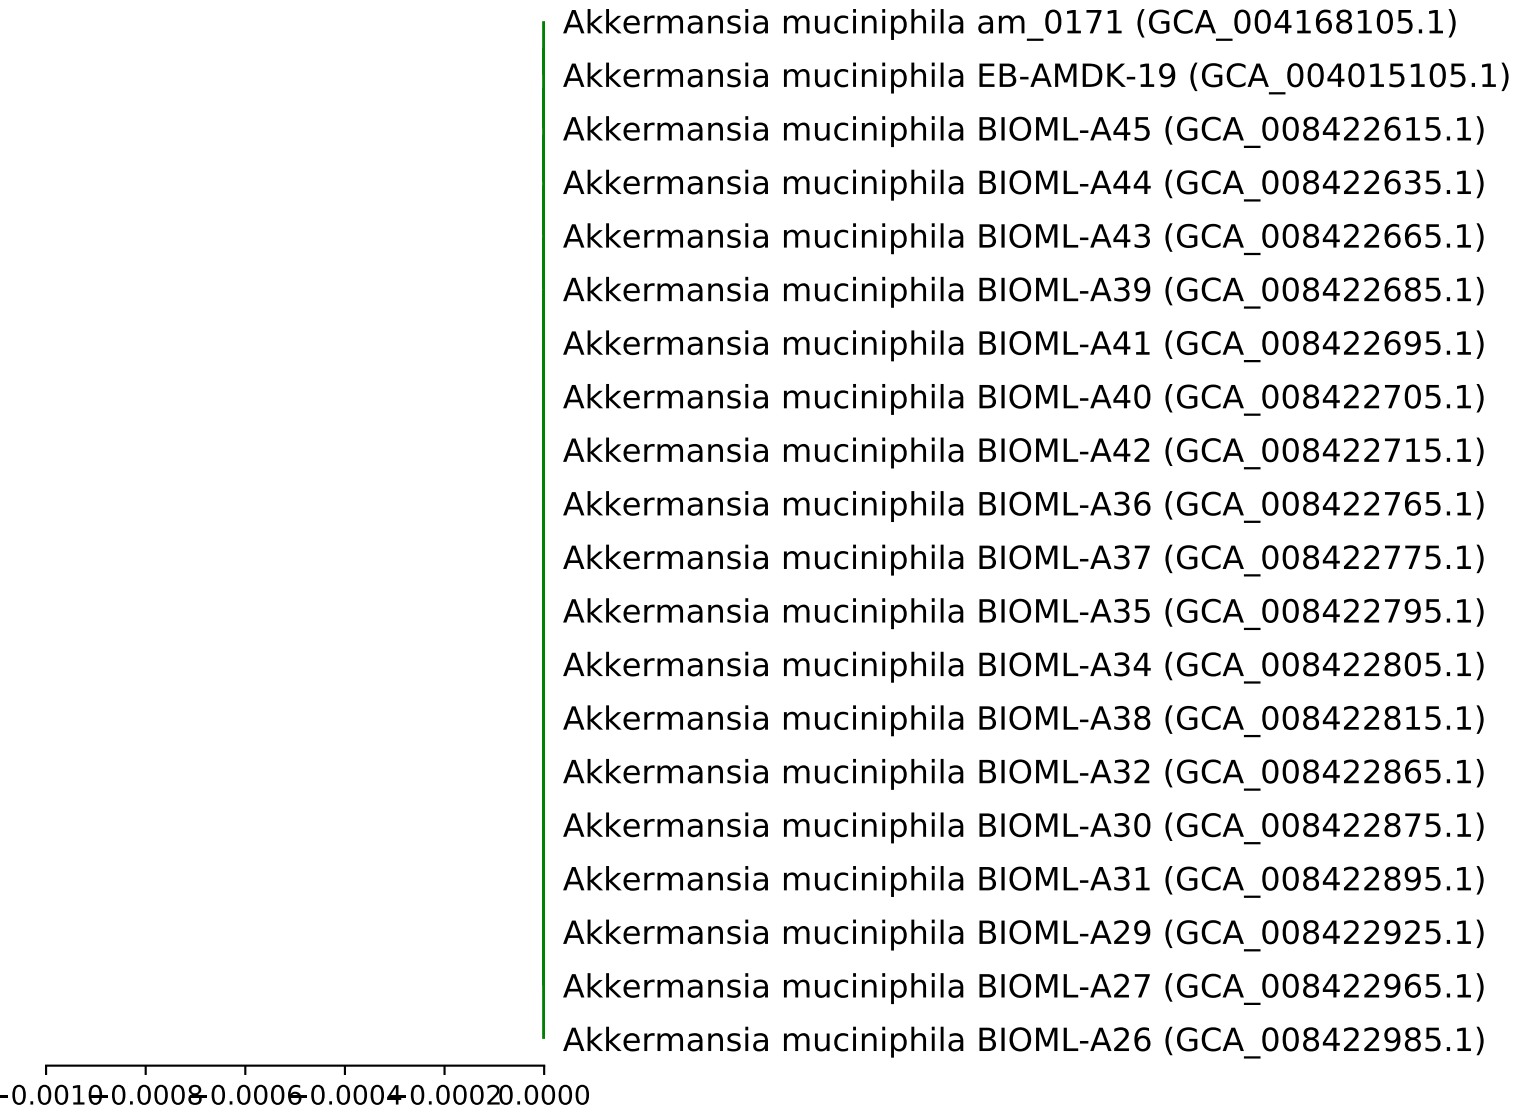 Akkermansia muciniphila am_0171 (GCA_004168105.1)
Akkermansia muciniphila EB-AMDK-19 (GCA_004015105.1)
Akkermansia muciniphila BIOML-A45 (GCA_008422615.1)
Akkermansia muciniphila BIOML-A44 (GCA_008422635.1)
Akkermansia muciniphila BIOML-A43 (GCA_008422665.1)
Akkermansia muciniphila BIOML-A39 (GCA_008422685.1)
Akkermansia muciniphila BIOML-A41 (GCA_008422695.1)
Akkermansia muciniphila BIOML-A40 (GCA_008422705.1)
Akkermansia muciniphila BIOML-A42 (GCA_008422715.1)
Akkermansia muciniphila BIOML-A36 (GCA_008422765.1)
Akkermansia muciniphila BIOML-A37 (GCA_008422775.1)
Akkermansia muciniphila BIOML-A35 (GCA_008422795.1)
Akkermansia muciniphila BIOML-A34 (GCA_008422805.1)
Akkermansia muciniphila BIOML-A38 (GCA_008422815.1)
Akkermansia muciniphila BIOML-A32 (GCA_008422865.1)
Akkermansia muciniphila BIOML-A30 (GCA_008422875.1)
Akkermansia muciniphila BIOML-A31 (GCA_008422895.1)
Akkermansia muciniphila BIOML-A29 (GCA_008422925.1)
Akkermansia muciniphila BIOML-A27 (GCA_008422965.1)
Akkermansia muciniphila BIOML-A26 (GCA_008422985.1)
−0.0010 −0.0008 −0.0006 −0.0004 −0.0002 0.0000